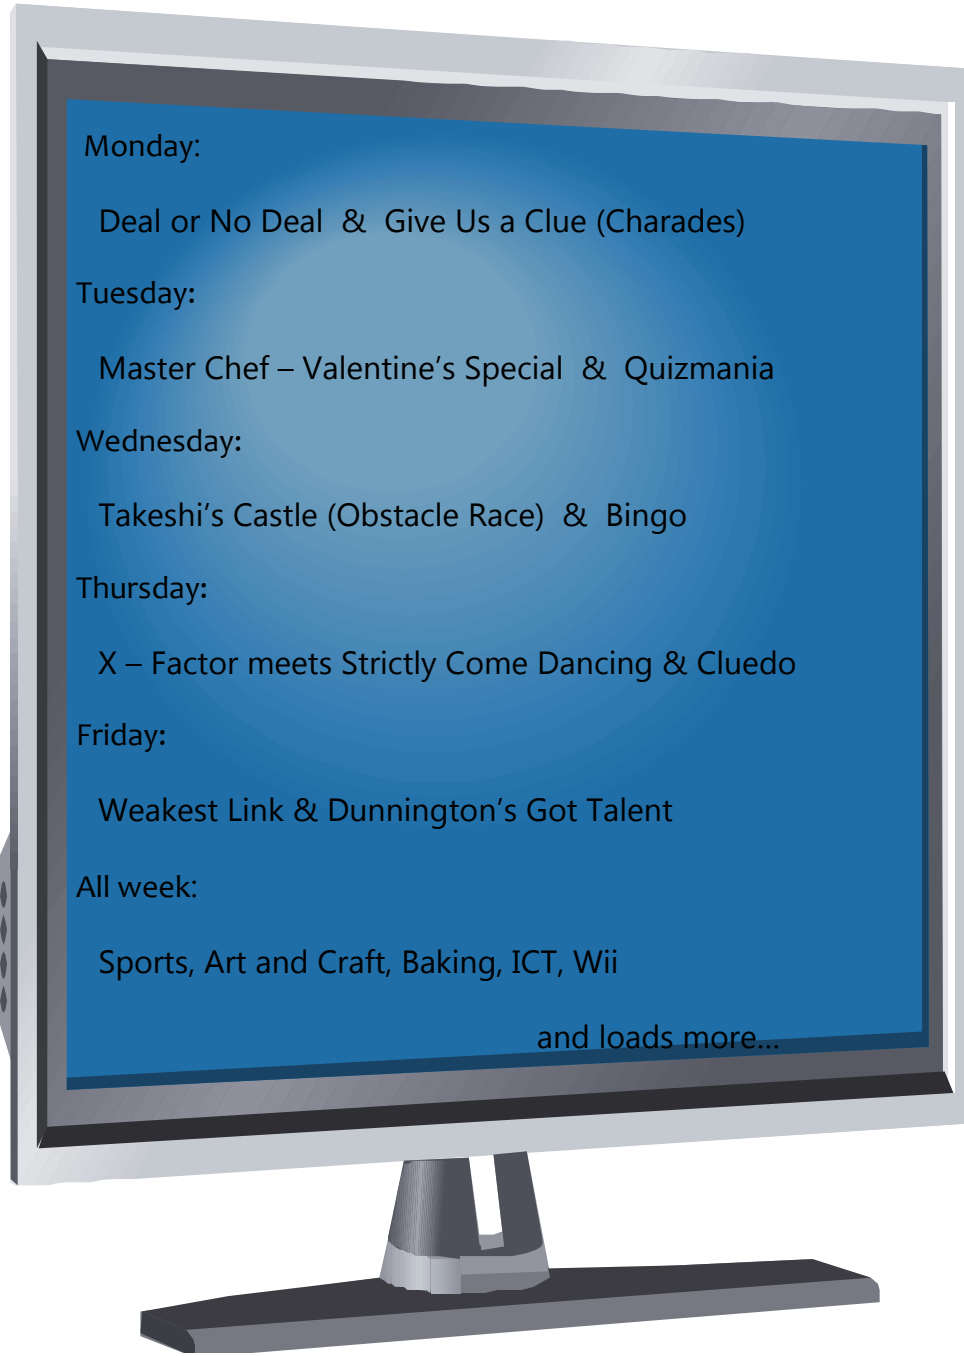 Monday:
Deal or No Deal & Give Us a Clue (Charades)
Tuesday:
Master Chef – Valentine’s Special & Quizmania
Wednesday:
Takeshi’s Castle (Obstacle Race) & Bingo
Thursday:
X – Factor meets Strictly Come Dancing & Cluedo
Friday:
Weakest Link & Dunnington’s Got Talent
All week:
Sports, Art and Craft, Baking, ICT, Wii
and loads more…